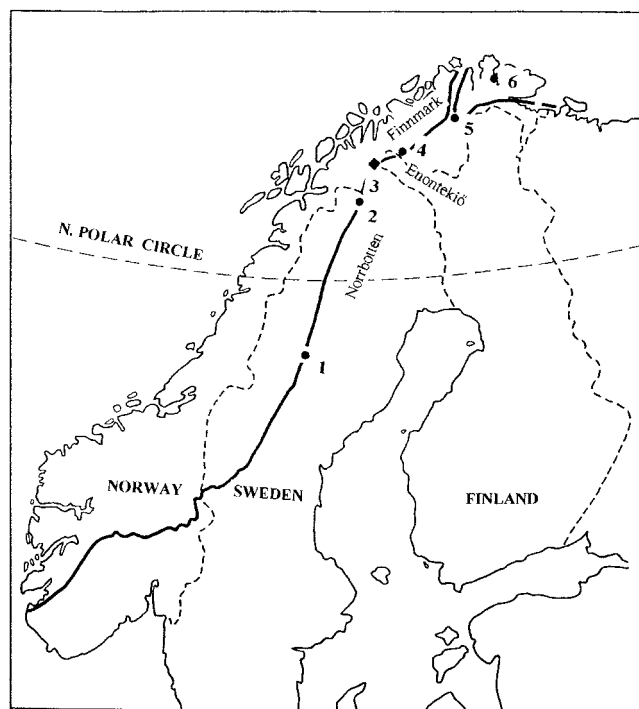 6
Finnmark
5
4
Enontekiö
3
2
N. POLAR CIRCLE
Norrbotten
1
NORWAY
SWEDEN
FINLAND